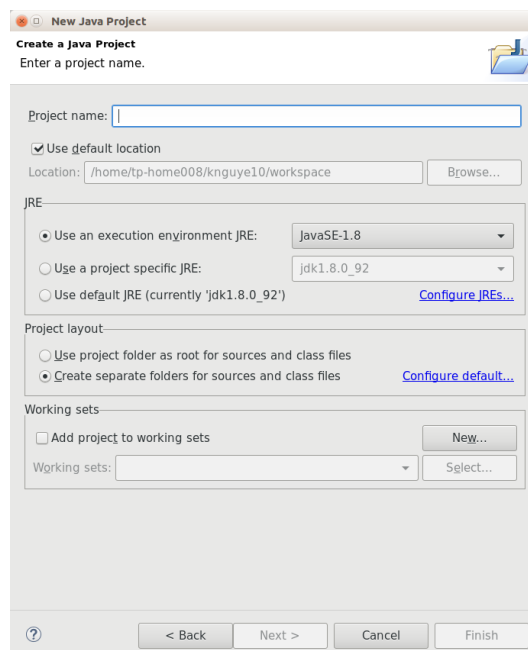 New Java Project
Create a Java Project
Enter a project name.
Project name:
Use default location
Location: /home/tp-home008/knguye10/workspace Browse...
JRE
Use an execution environment JRE: JavaSE-1.8
Use a project specific JRE: jdk1.8.0_92
Use default JRE (currently 'jdk1.8.0_92') Configure JREs...
Project layout
Use project folder as root for sources and class files
Create separate folders for sources and class files Configure default...
Working sets
Add project to working sets New...
Working sets: Select...
? < Back Next > Cancel Finish